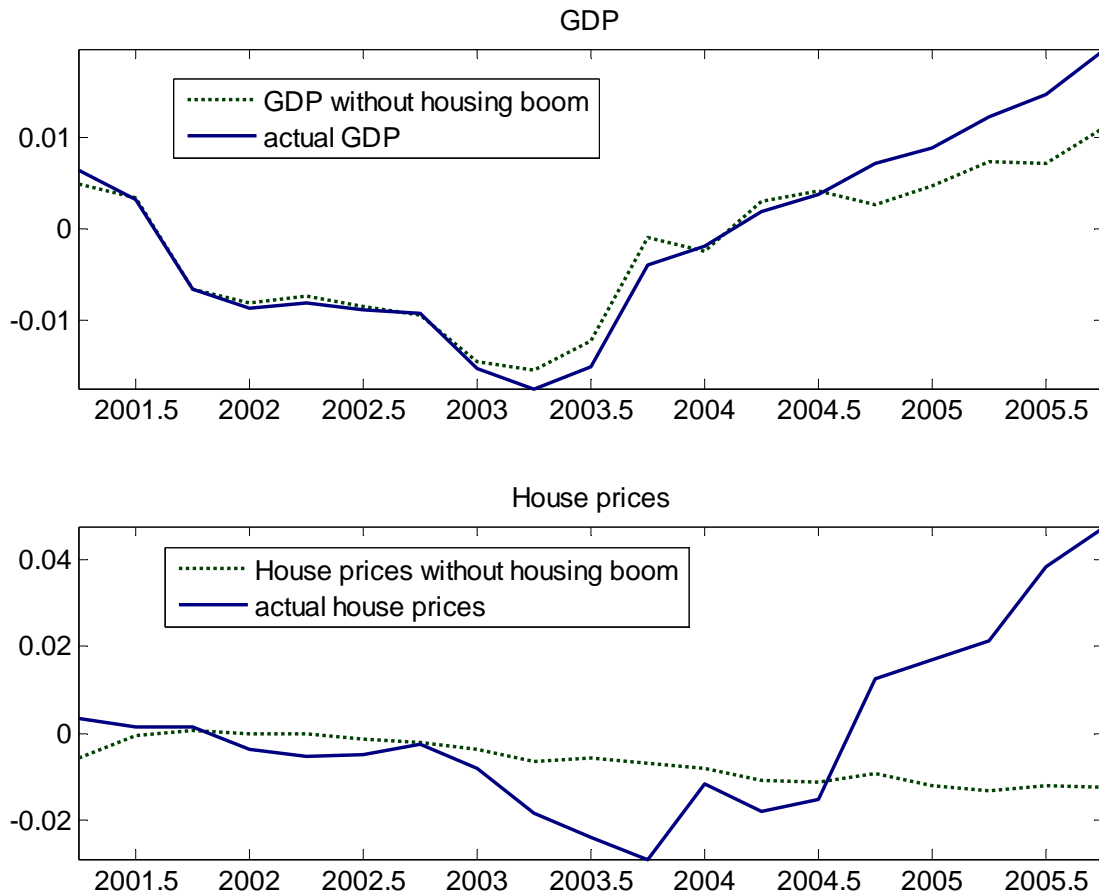 GDP
GDP without housing boom
actual GDP
0.01
0
-0.01
2001.5 2002 2002.5 2003 2003.5 2004 2004.5 2005 2005.5
House prices
House prices without housing boom
actual house prices
0.04
0.02
0
-0.02
2001.5 2002 2002.5 2003 2003.5 2004 2004.5 2005 2005.5